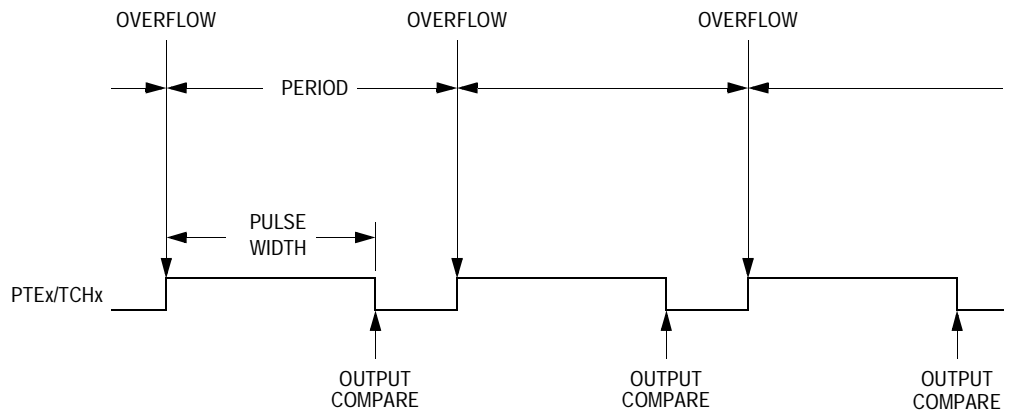 OVERFLOW OVERFLOW OVERFLOW
PERIOD
PULSE
WIDTH
PTEx/TCHx
OUTPUT
COMPARE
OUTPUT
COMPARE
OUTPUT
COMPARE